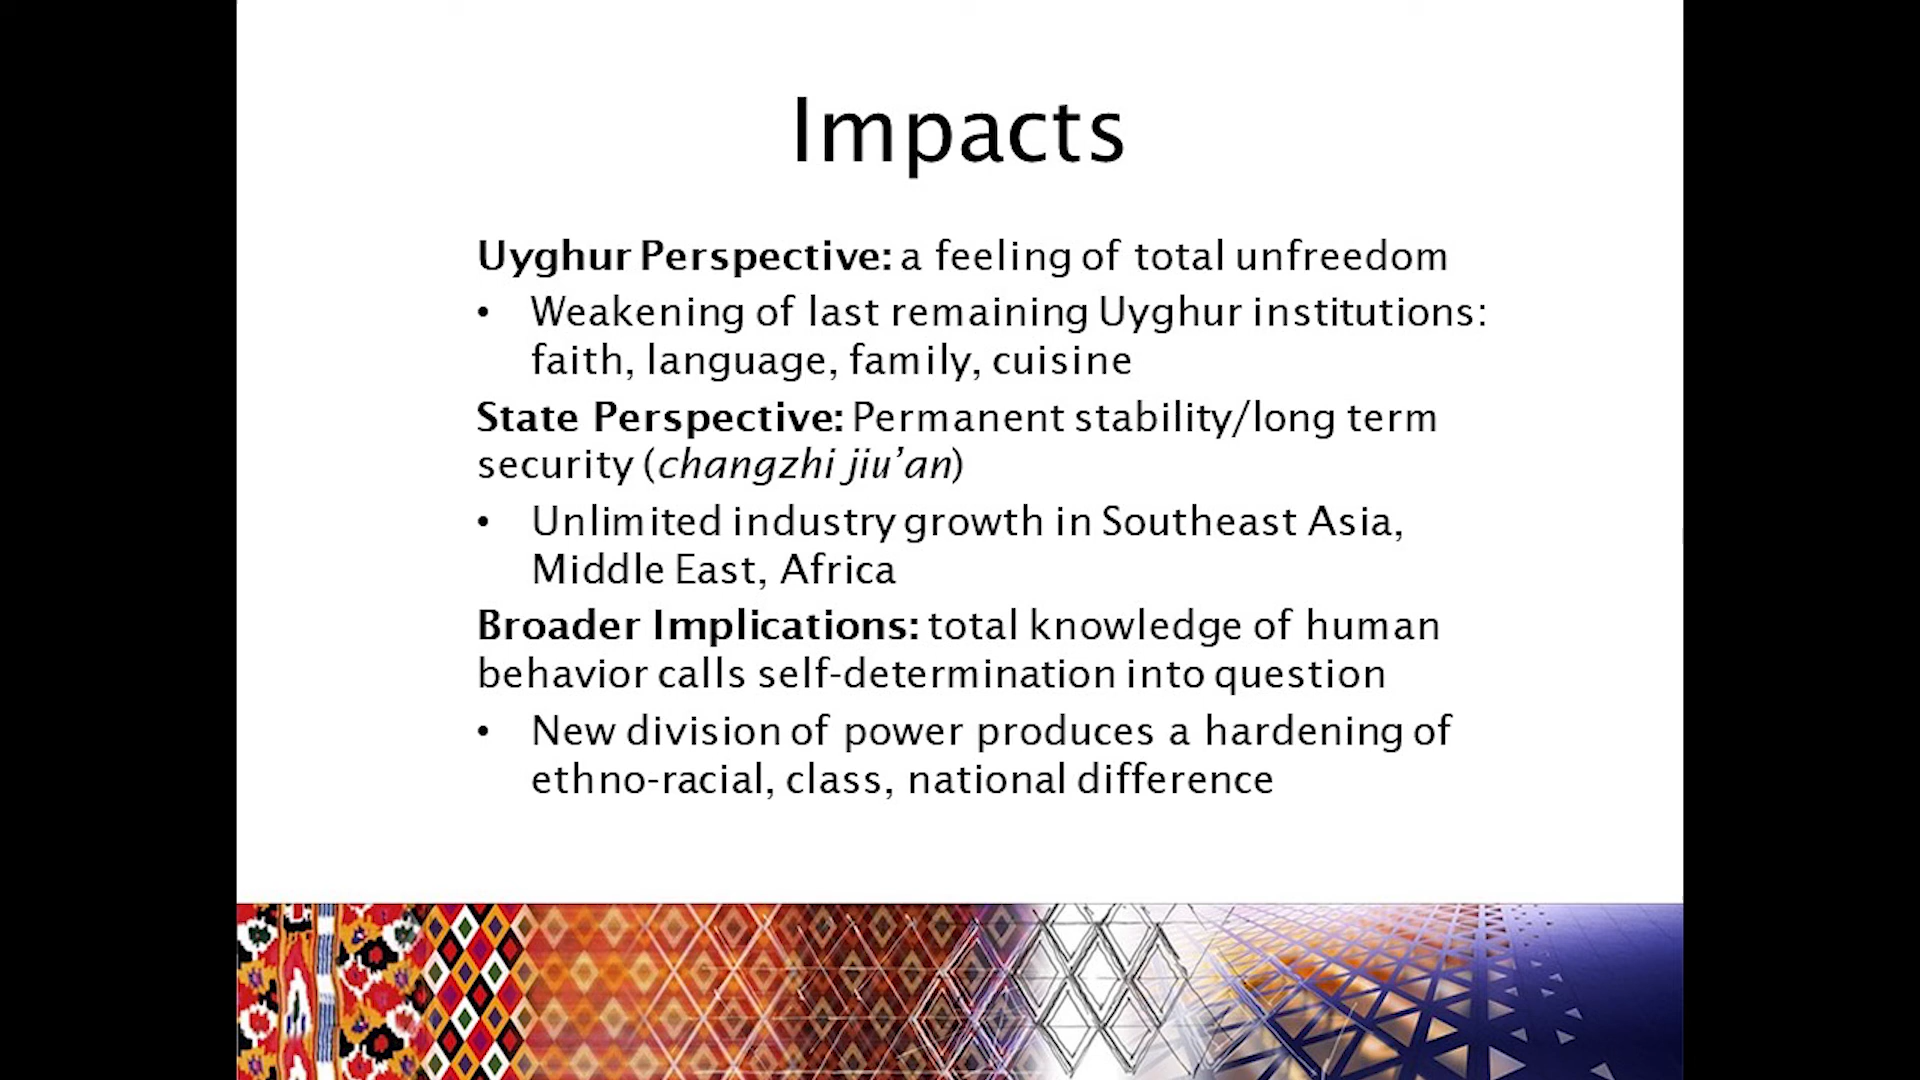 Impacts
Uyghur Perspective: a feeling of total unfreedom
• Weakening of last remaining Uyghur institutions:
faith, language, family, cuisine
State Perspective: Permanent stability/long term
security (changzhi jiu’an)
• Unlimited industry growth in Southeast Asia,
Middle East, Africa
Broader Implications: total knowledge of human
behavior calls self-determination into question
• New division of power produces a hardening of
ethno-racial, class, national difference